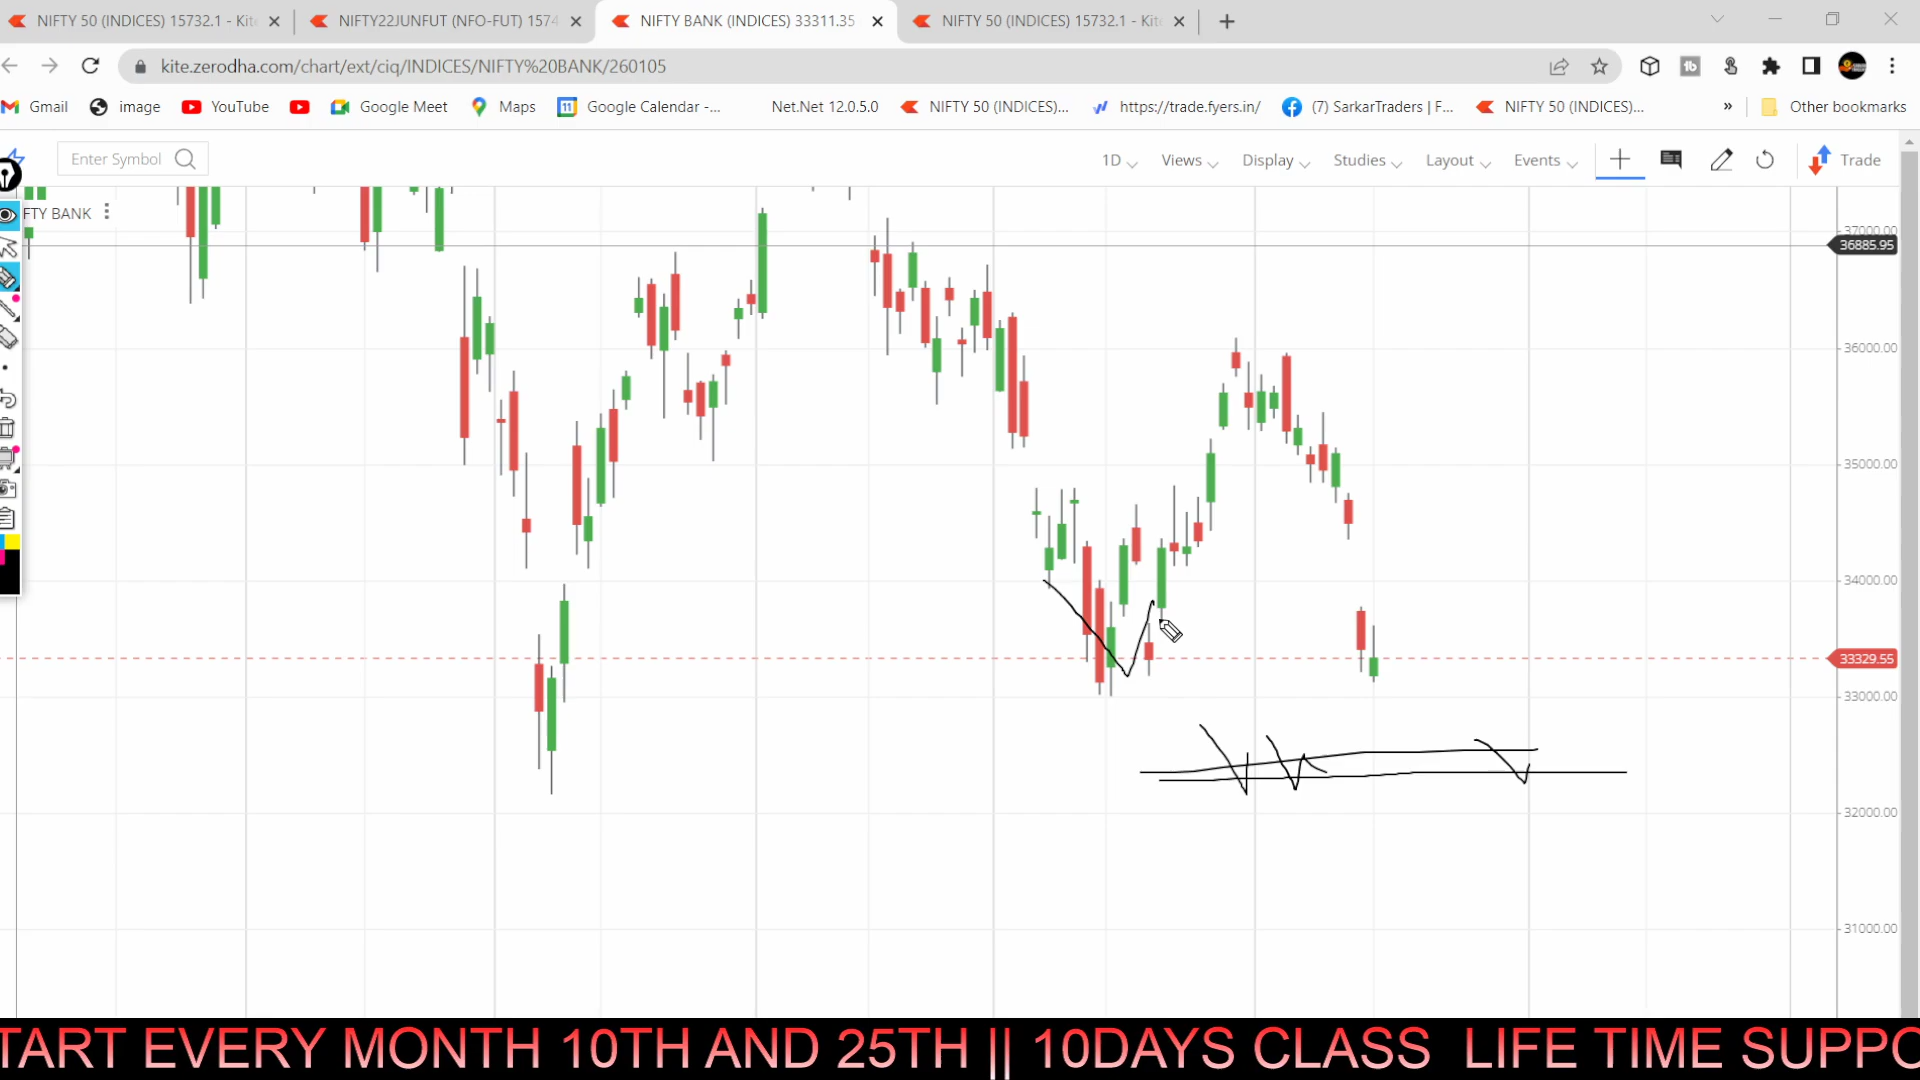 NIFTY 50 (INDICES) 15732.1 - Kite
NIFTY22JUNFUT (NFO-FUT) 1574
NIFTY BANK (INDICES) 33311.35
NIFTY 50 (INDICES) 15732.1 - Kite
kite.zerodha.com/chart/ext/ciq/INDICES/NIFTY%20BANK/260105
Gmail
image
YouTube
Google Meet
Maps
Google Calendar -...
Net.Net 12.0.5.0
NIFTY 50 (INDICES)...
https://trade.fyers.in/
(7) SarkarTraders | F...
NIFTY 50 (INDICES)...
»
Other bookmarks
Enter Symbol
1D
Views
Display
Studies
Layout
Events
Trade
FTY BANK
37000.00
36885.95
36000.00
35000.00
34000.00
33329.55
33000.00
32000.00
31000.00
TART EVERY MONTH 10TH AND 25TH || 10DAYS CLASS LIFE TIME SUPPO